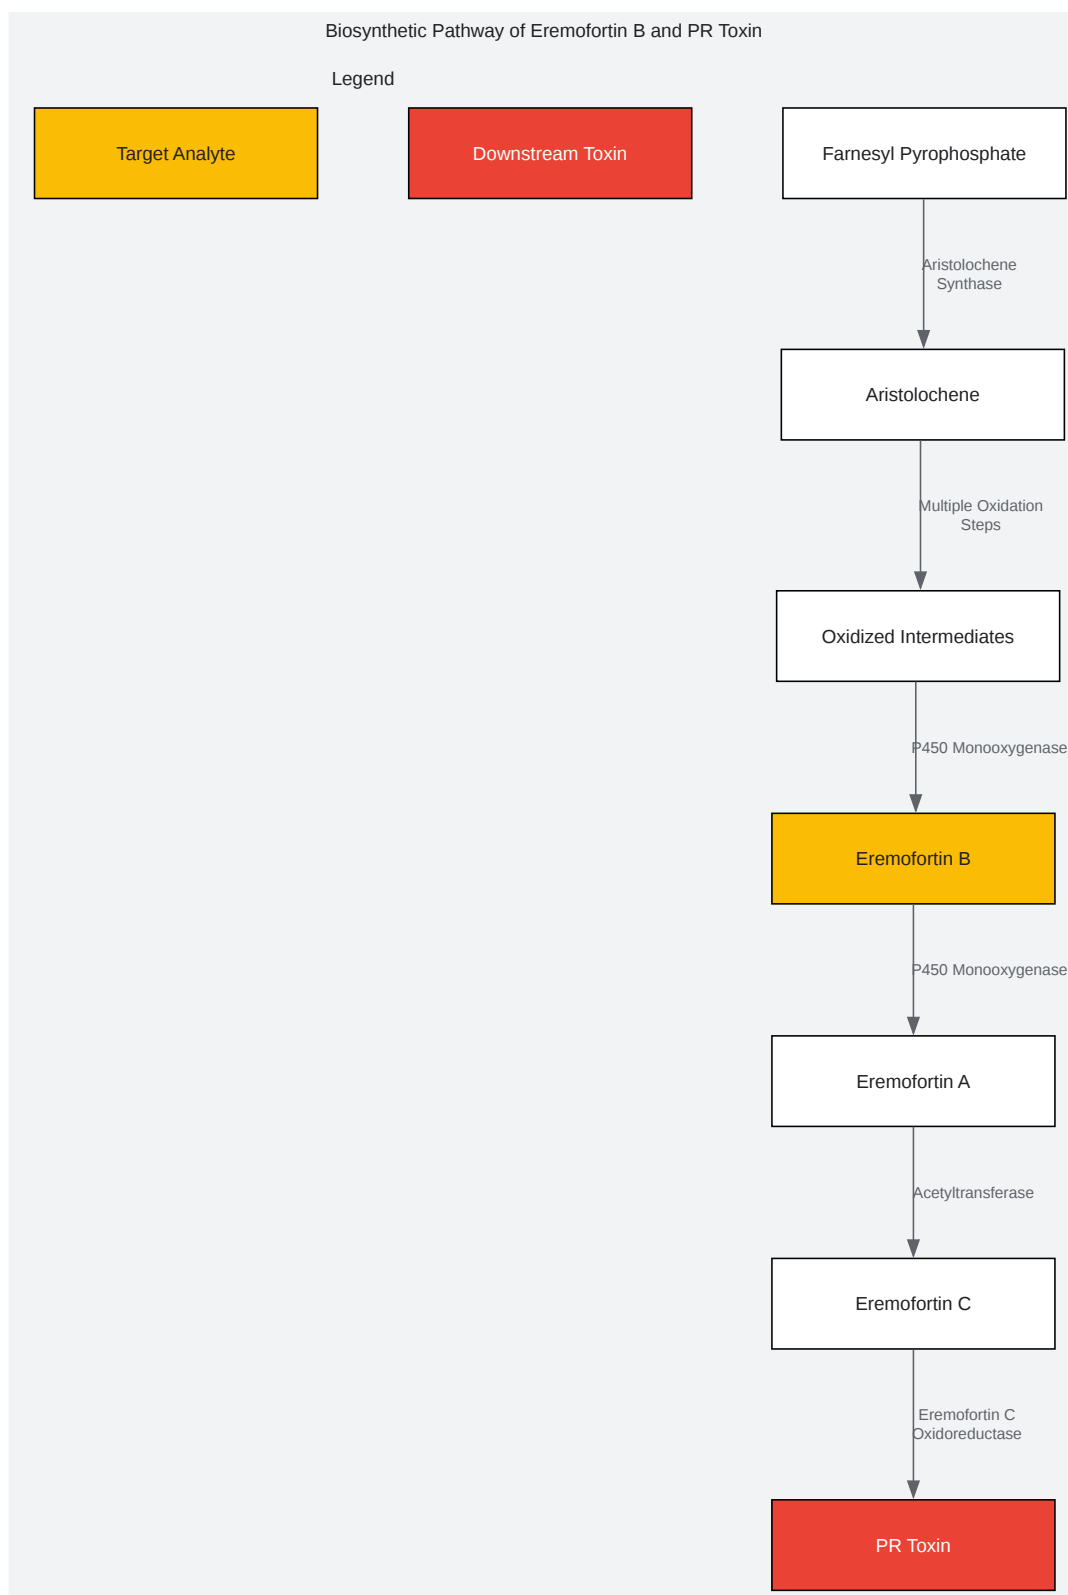 Biosynthetic Pathway of Eremofortin B and PR Toxin
Legend
Target Analyte
Downstream Toxin
Farnesyl Pyrophosphate
Aristolochene
Synthase
Aristolochene
Multiple Oxidation
Steps
Oxidized Intermediates
P450 Monooxygenase
Eremofortin B
P450 Monooxygenase
Eremofortin A
Acetyltransferase
Eremofortin C
Eremofortin C
Oxidoreductase
PR Toxin